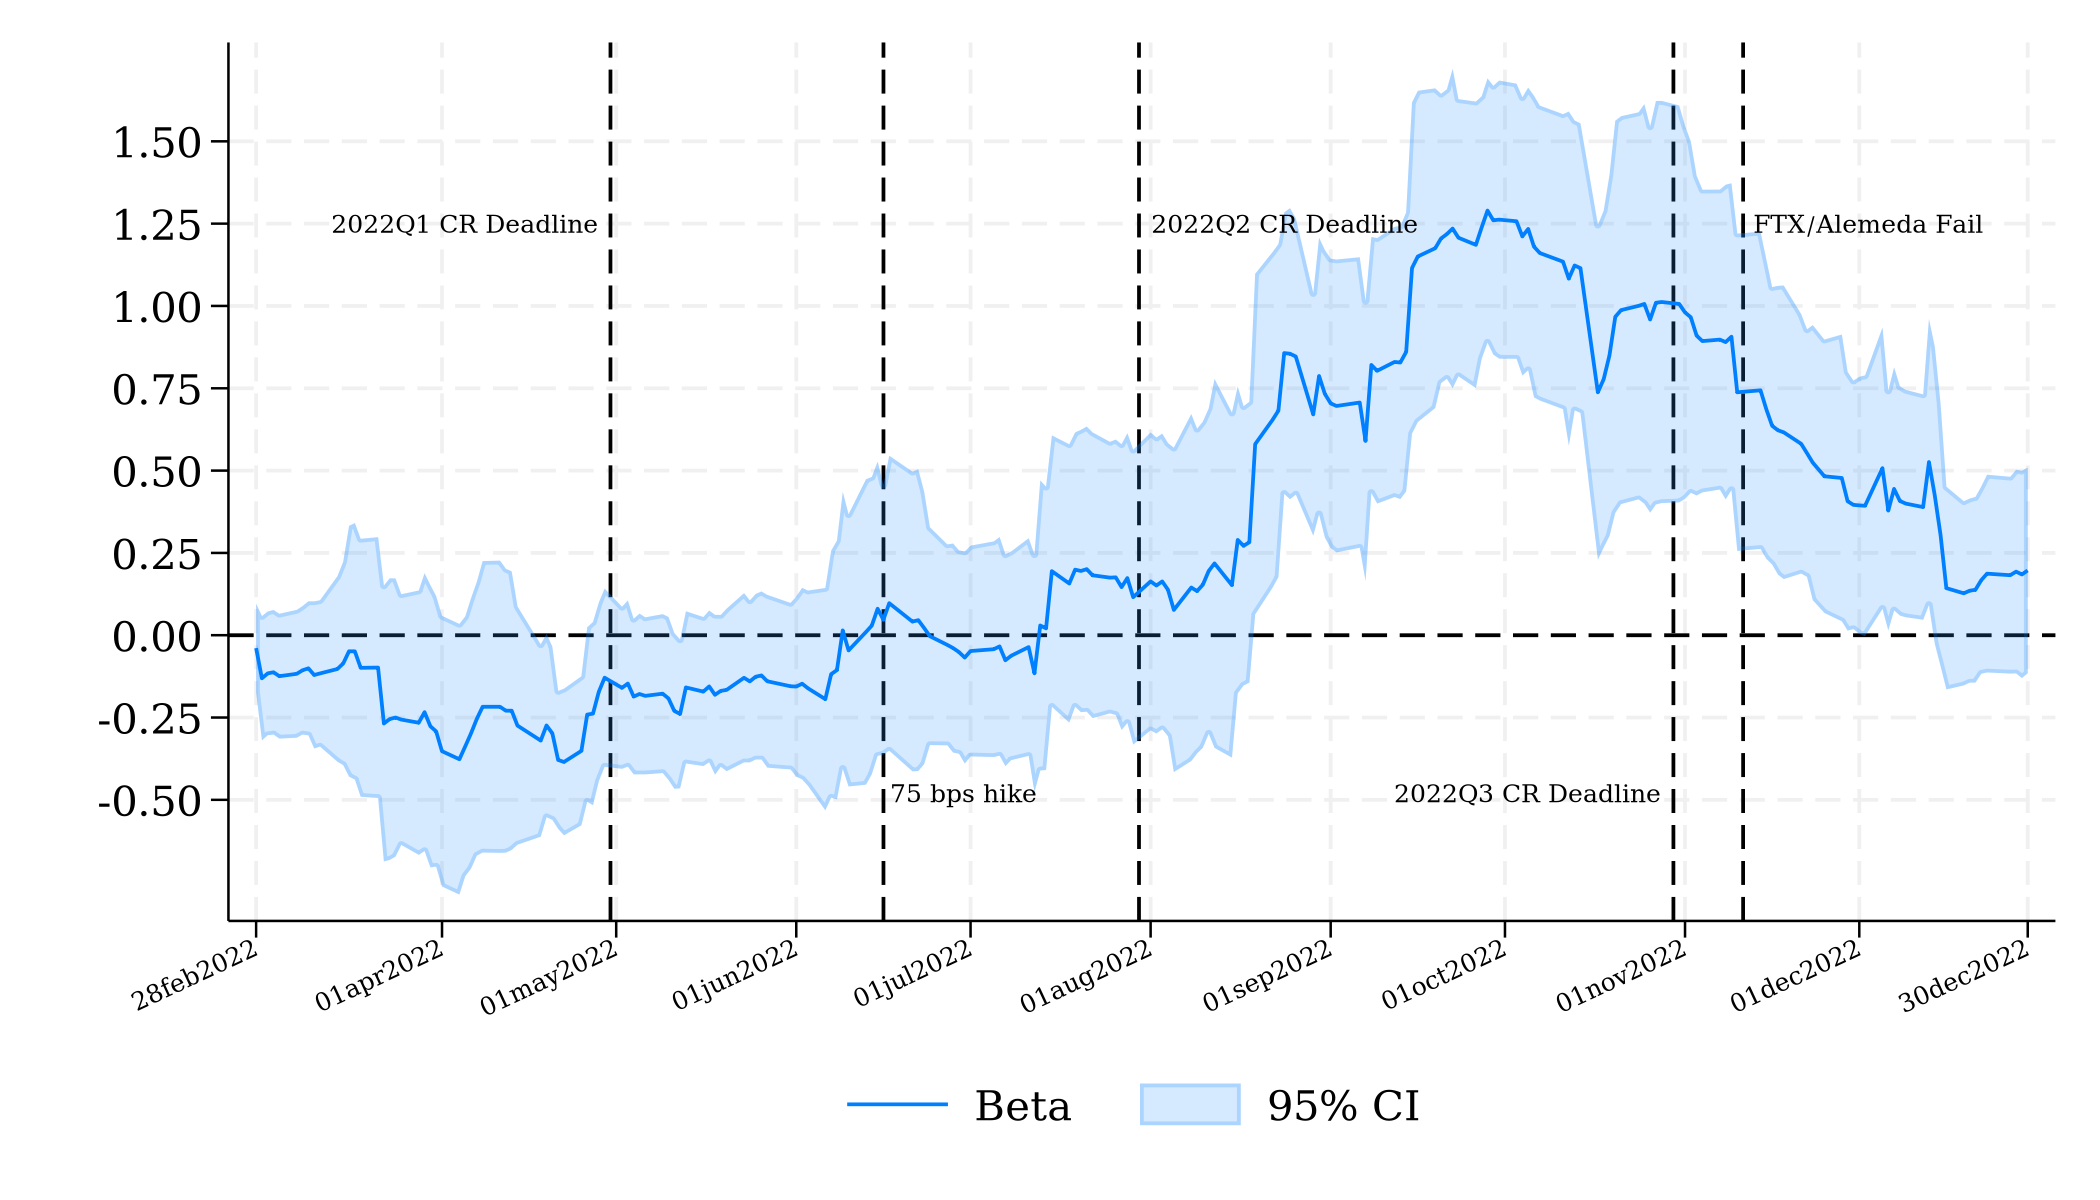 1.50
1.25
1.00
0.75
0.50
0.25
0.00
-0.25
-0.50
2022Q1 CR Deadline
2022Q2 CR Deadline
FTX/Alemeda Fail
75 bps hike
2022Q3 CR Deadline
28feb2022
01apr2022
01may2022
01jun2022
01jul2022
01aug2022
01sep2022
01oct2022
01nov2022
01dec2022
30dec2022
Beta
95% CI